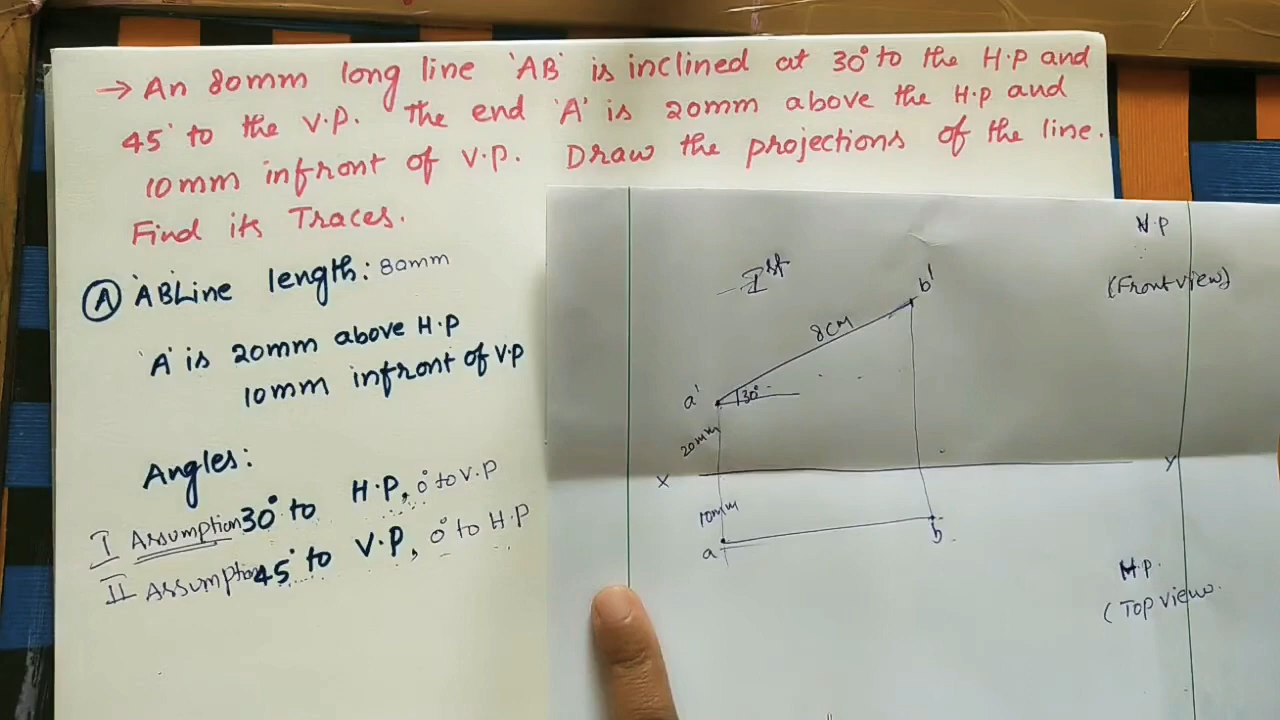 → An 80mm long line 'AB' is inclined at 30° to the H.P and
45° to the V.P. The end 'A' is 20mm above the H.P and
10mm infront of V.P. Draw the projections of the line.
Find its Traces.
Ⓐ ABLine length: 80mm
'A' is 20mm above H.P
10mm infront of V.P
Angles:
I Assumption 30° to H.P, 0° to V.P
II Assumption 45° to V.P, 0° to H.P
V.P
(Front view)
Ist
b'
8CM
a'
30°
20mm
X
Y
10mm
a
b
H.P.
(Top view.